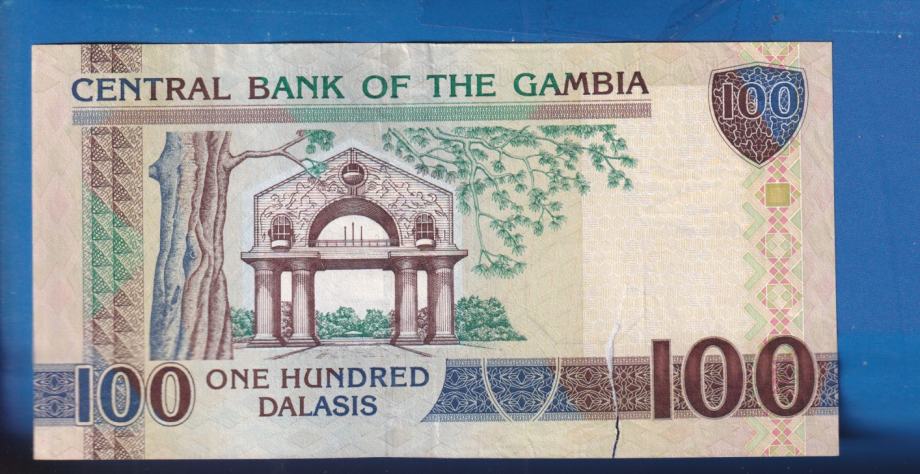 CENTRAL BANK OF THE GAMBIA
100
100
ONE HUNDRED
DALASIS
100